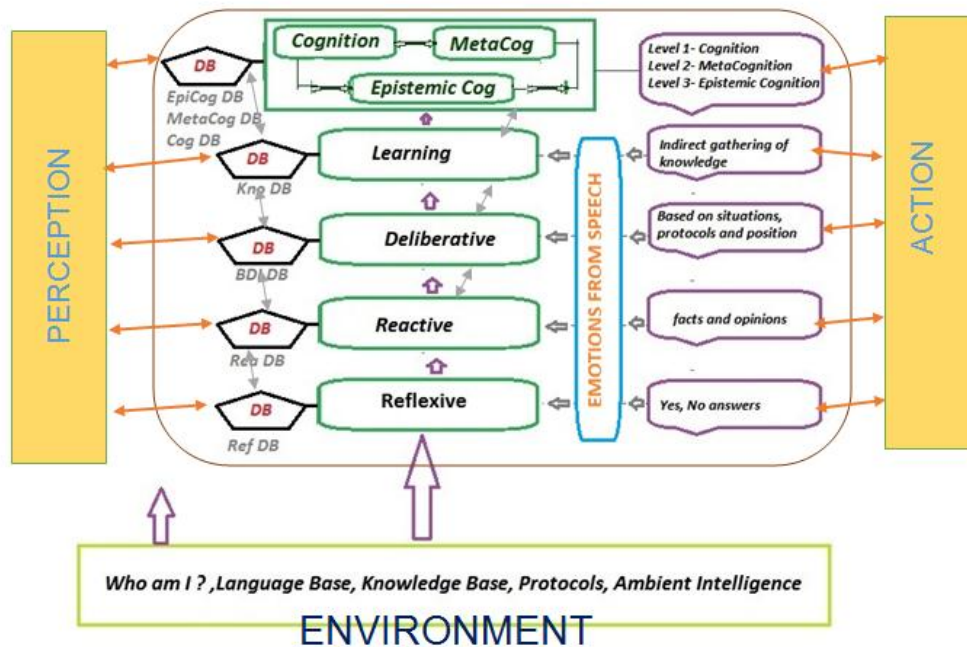 PERCEPTION
DB
EpiCog DB
MetaCog DB
Cog DB
Cognition
MetaCog
Epistemic Cog
Level 1- Cognition
Level 2- MetaCognition
Level 3- Epistemic Cognition
DB
Kno DB
Learning
Indirect gathering of
knowledge
DB
BDI DB
Deliberative
Based on situations,
protocols and position
DB
Rea DB
Reactive
facts and opinions
DB
Ref DB
Reflexive
Yes, No answers
EMOTIONS FROM SPEECH
ACTION
Who am I ? ,Language Base, Knowledge Base, Protocols, Ambient Intelligence
ENVIRONMENT